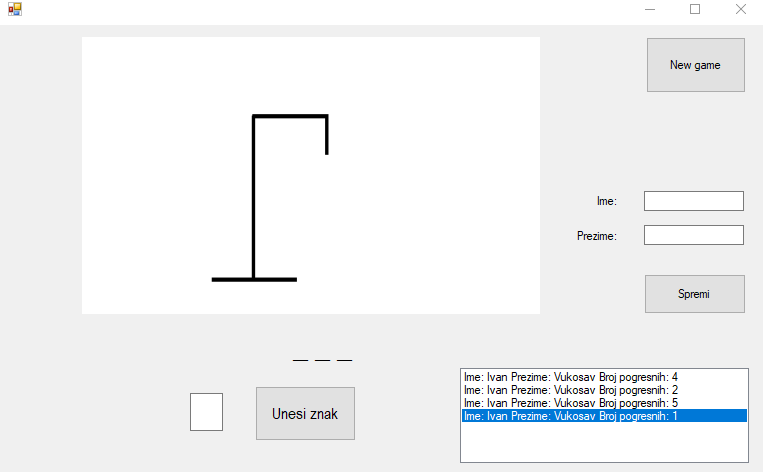 New game
Ime:
Prezime:
Spremi
— — —
Unesi znak
Ime: Ivan Prezime: Vukosav Broj pogresnih: 4
Ime: Ivan Prezime: Vukosav Broj pogresnih: 2
Ime: Ivan Prezime: Vukosav Broj pogresnih: 5
Ime: Ivan Prezime: Vukosav Broj pogresnih: 1